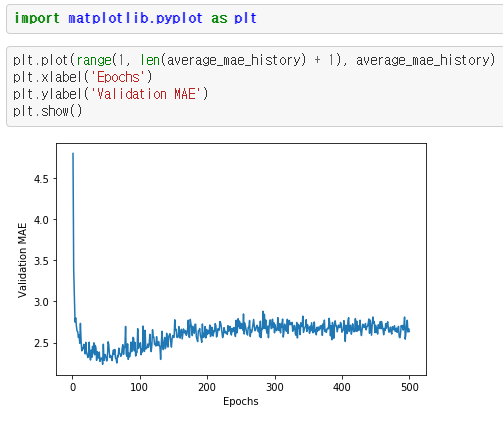 import matplotlib.pyplot as plt
plt.plot(range(1, len(average_mae_history) + 1), average_mae_history)
plt.xlabel('Epochs')
plt.ylabel('Validation MAE')
plt.show()
4.5
4.0
3.5
3.0
2.5
Validation MAE
0 100 200 300 400 500
Epochs